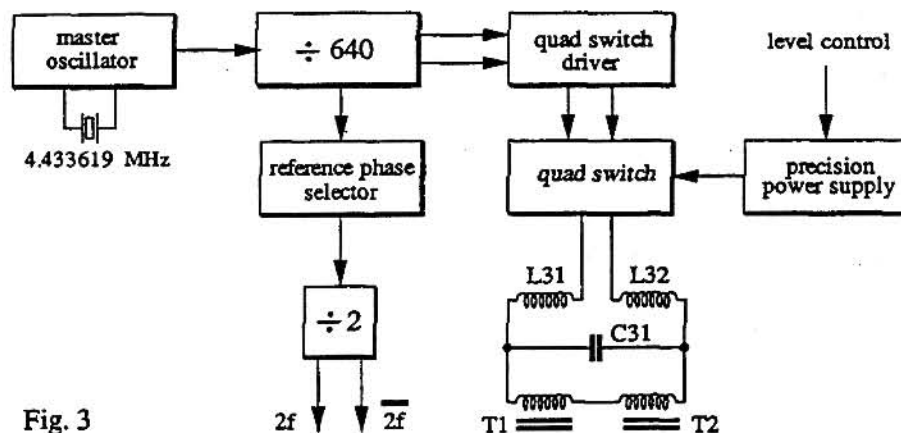 master
oscillator
4.433619 MHz
÷ 640
quad switch
driver
level control
reference phase
selector
quad switch
precision
power supply
÷ 2
L31
L32
C31
T1
T2
2f
2f
Fig. 3